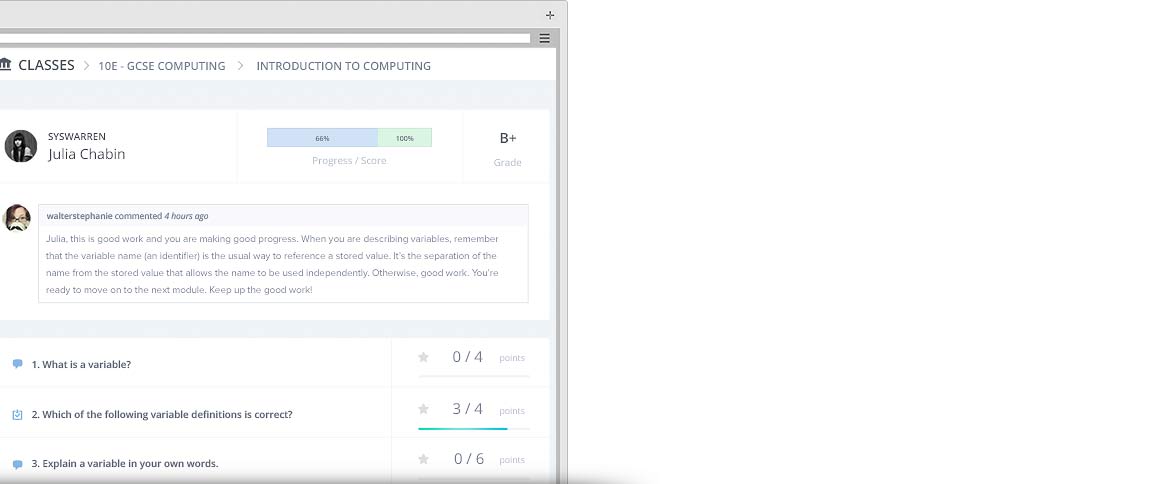 CLASSES > 10E - GCSE COMPUTING > INTRODUCTION TO COMPUTING
SYSWARREN
Julia Chabin
66% 100%
Progress / Score
B+
Grade
walterstephanie commented 4 hours ago
Julia, this is good work and you are making good progress. When you are describing variables, remember
that the variable name (an identifier) is the usual way to reference a stored value. It's the separation of the
name from the stored value that allows the name to be used independently. Otherwise, good work. You're
ready to move on to the next module. Keep up the good work!
1. What is a variable?
0 / 4 points
2. Which of the following variable definitions is correct?
3 / 4 points
3. Explain a variable in your own words.
0 / 6 points